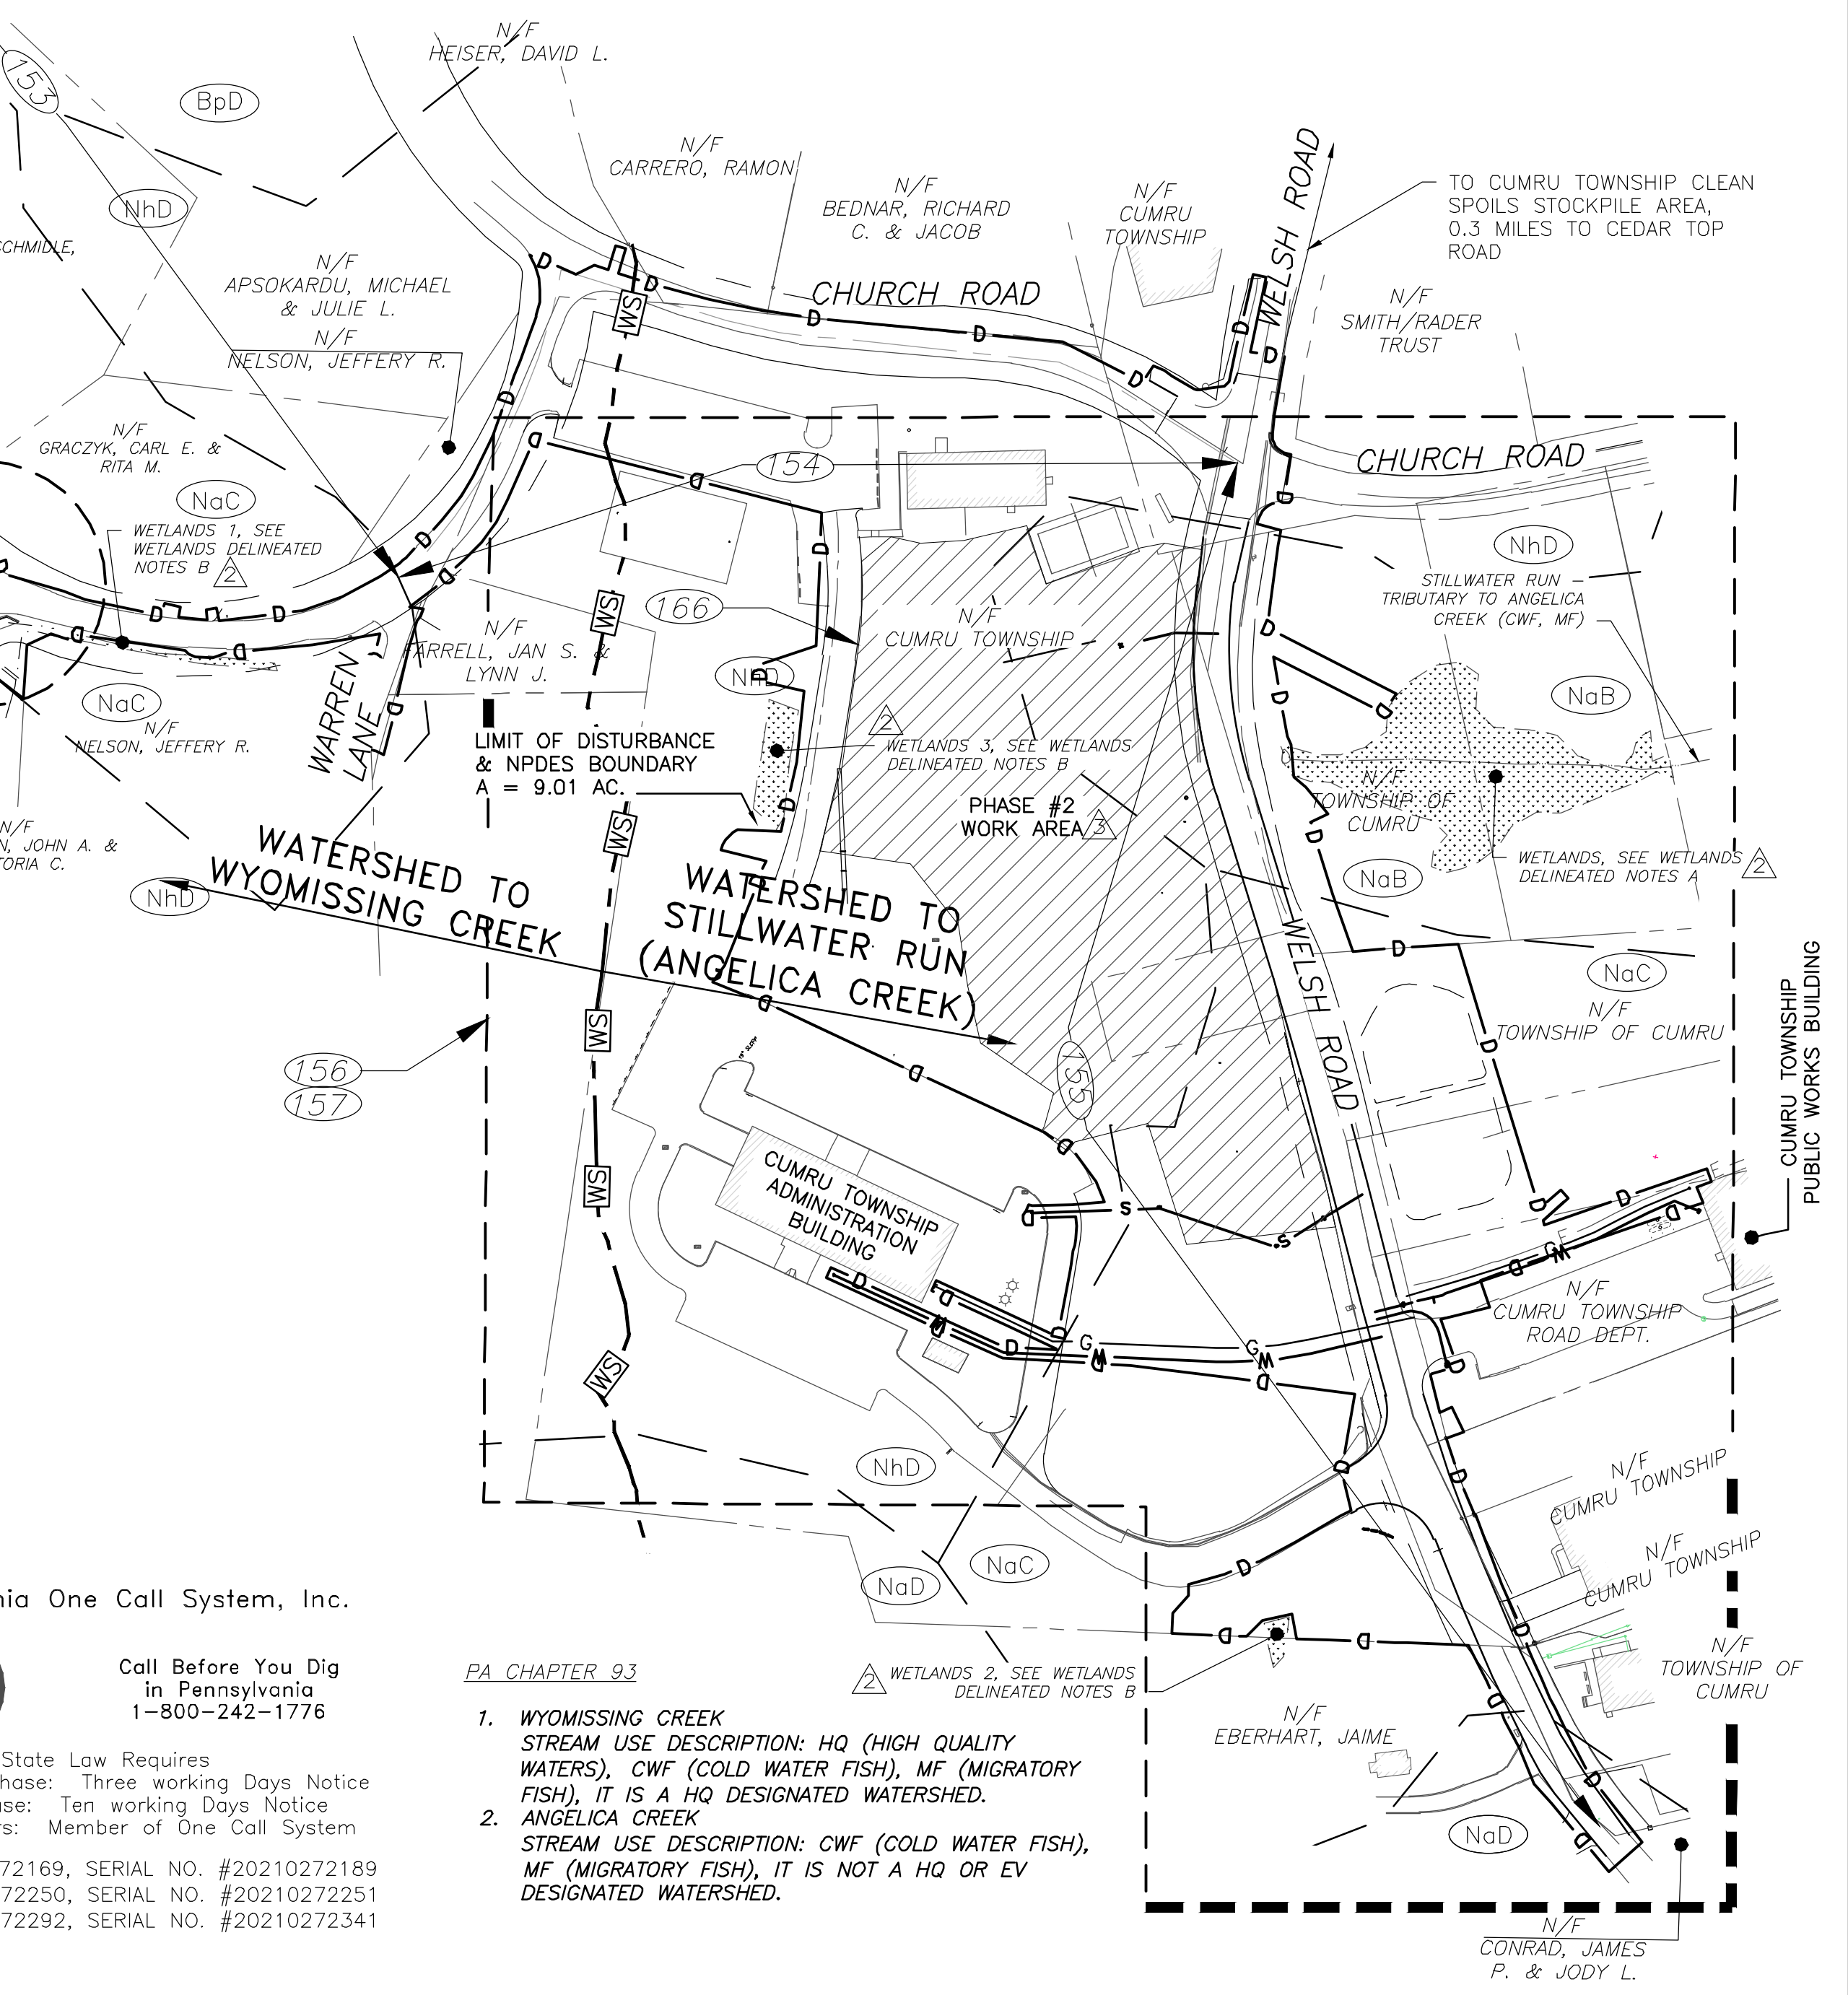 N/F
HEISER, DAVID L.
153
BpD
N/F
CARRERO, RAMON
WELSH ROAD
TO CUMRU TOWNSHIP CLEAN
SPOILS STOCKPILE AREA,
0.3 MILES TO CEDAR TOP
ROAD
N/F
BEDNAR, RICHARD
C. & JACOB
N/F
CUMRU
TOWNSHIP
NhD
SCHMIDLE,
N/F
APSOKARDU, MICHAEL
& JULIE L.
N/F
NELSON, JEFFERY R.
D
D
WS
D
CHURCH ROAD
D
D
D
D
N/F
SMITH/RADER
TRUST
D
D
N/F
GRACZYK, CARL E. &
RITA M.
D
D
154
CHURCH ROAD
NaC
D
WETLANDS 1, SEE
WETLANDS DELINEATED
NOTES B
2
D
D
D
D
NhD
STILLWATER RUN –
TRIBUTARY TO ANGELICA
CREEK (CWF, MF)
D
D
WS
166
D
D
D
N/F
FARRELL, JAN S. &
LYNN J.
N/F
CUMRU TOWNSHIP
D
NhD
D
NaC
N/F
NELSON, JEFFERY R.
WARREN
LANE
D
D
D
NaB
2
LIMIT OF DISTURBANCE
& NPDES BOUNDARY
A = 9.01 AC.
WETLANDS 3, SEE WETLANDS
DELINEATED NOTES B
PHASE #2
WORK AREA
3
D
WS
N/F
TOWNSHIP OF
CUMRU
D
N/F
N, JOHN A. &
TORIA C.
WETLANDS, SEE WETLANDS
DELINEATED NOTES A
2
NaB
NhD
WATERSHED TO
WYOMISSING CREEK
WATERSHED TO
STILLWATER RUN
(ANGELICA CREEK)
D
D
D
WELSH ROAD
D
NaC
N/F
TOWNSHIP OF CUMRU
CUMRU TOWNSHIP
PUBLIC WORKS BUILDING
WS
D
D
156
157
155
D
WS
CUMRU TOWNSHIP
ADMINISTRATION
BUILDING
D
S
S
D
D
D
G
W
D
F
F
D
D
D
W
D
D
G
W
D
G
W
D
D
N/F
CUMRU TOWNSHIP
ROAD DEPT.
WS
NhD
D
D
N/F
CUMRU TOWNSHIP
N/F
CUMRU TOWNSHIP
NaC
NaD
D
D
D
D
N/F
TOWNSHIP OF
CUMRU
nia One Call System, Inc.
Call Before You Dig
in Pennsylvania
1-800-242-1776
State Law Requires
hase: Three working Days Notice
ase: Ten working Days Notice
rs: Member of One Call System
72169, SERIAL NO. #20210272189
72250, SERIAL NO. #20210272251
72292, SERIAL NO. #20210272341
PA CHAPTER 93
1. WYOMISSING CREEK
STREAM USE DESCRIPTION: HQ (HIGH QUALITY
WATERS), CWF (COLD WATER FISH), MF (MIGRATORY
FISH), IT IS A HQ DESIGNATED WATERSHED.
2. ANGELICA CREEK
STREAM USE DESCRIPTION: CWF (COLD WATER FISH),
MF (MIGRATORY FISH), IT IS NOT A HQ OR EV
DESIGNATED WATERSHED.
2
WETLANDS 2, SEE WETLANDS
DELINEATED NOTES B
N/F
EBERHART, JAIME
D
D
D
NaD
N/F
CONRAD, JAMES
P. & JODY L.